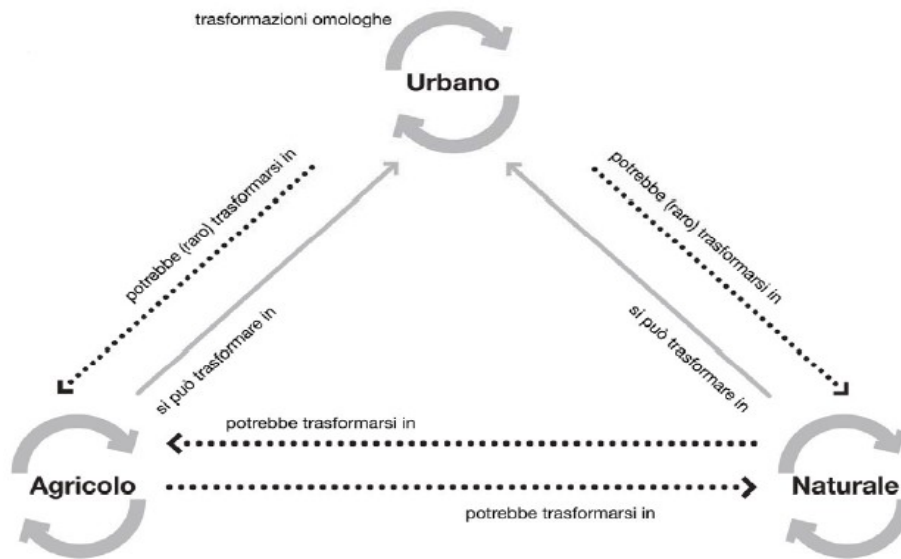 trasformazioni omologhe
Urbano
potrebbe (raro) trasformarsi in
potrebbe (raro) trasformarsi in
si può trasformare in
si può trasformare in
potrebbe trasformarsi in
Agricolo
Naturale
potrebbe trasformarsi in